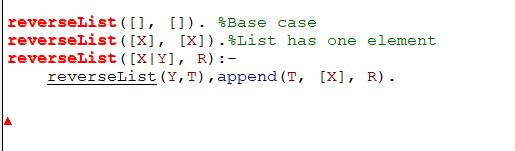 reverseList([], []). %Base case
reverseList([X], [X]).%List has one element
reverseList([X|Y], R):-
reverseList(Y,T),append(T, [X], R).